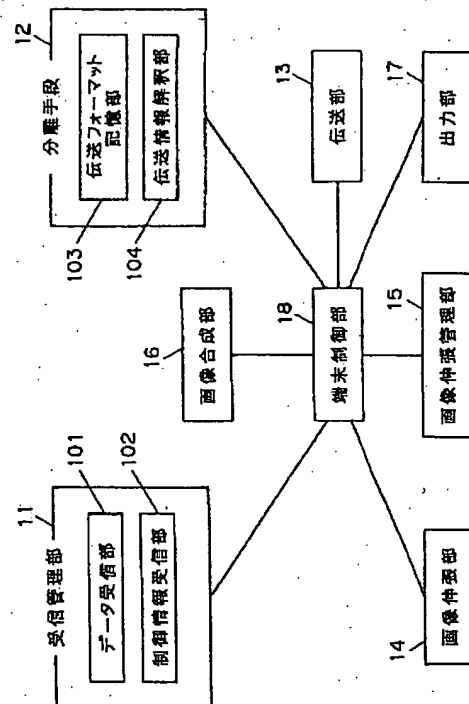 11
受信管理部
データ受信部
101
制御情報受信部
102
12
分離手段
伝送フォーマット
記憶部
103
伝送情報解釈部
104
16
画像合成部
13
伝送部
18
端末制御部
14
画像伸張部
15
画像伸張管理部
17
出力部